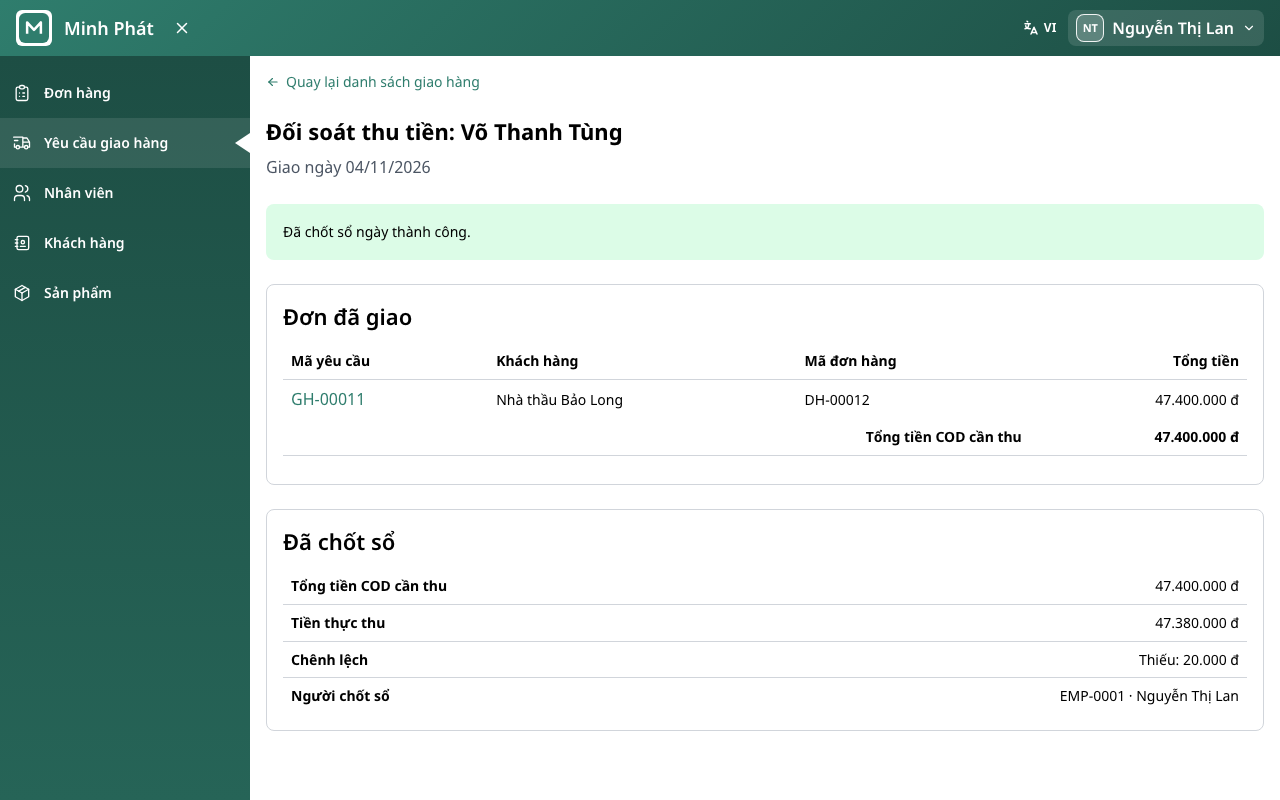 Minh Phát
VI
NT
Nguyễn Thị Lan
Đơn hàng
Yêu cầu giao hàng
Nhân viên
Khách hàng
Sản phẩm
Quay lại danh sách giao hàng
Đối soát thu tiền: Võ Thanh Tùng
Giao ngày 04/11/2026
Đã chốt sổ ngày thành công.
Đơn đã giao
Mã yêu cầu Khách hàng Mã đơn hàng Tổng tiền
GH-00011 Nhà thầu Bảo Long DH-00012 47.400.000 đ
Tổng tiền COD cần thu 47.400.000 đ
Đã chốt sổ
Tổng tiền COD cần thu 47.400.000 đ
Tiền thực thu 47.380.000 đ
Chênh lệch Thiếu: 20.000 đ
Người chốt sổ EMP-0001 · Nguyễn Thị Lan